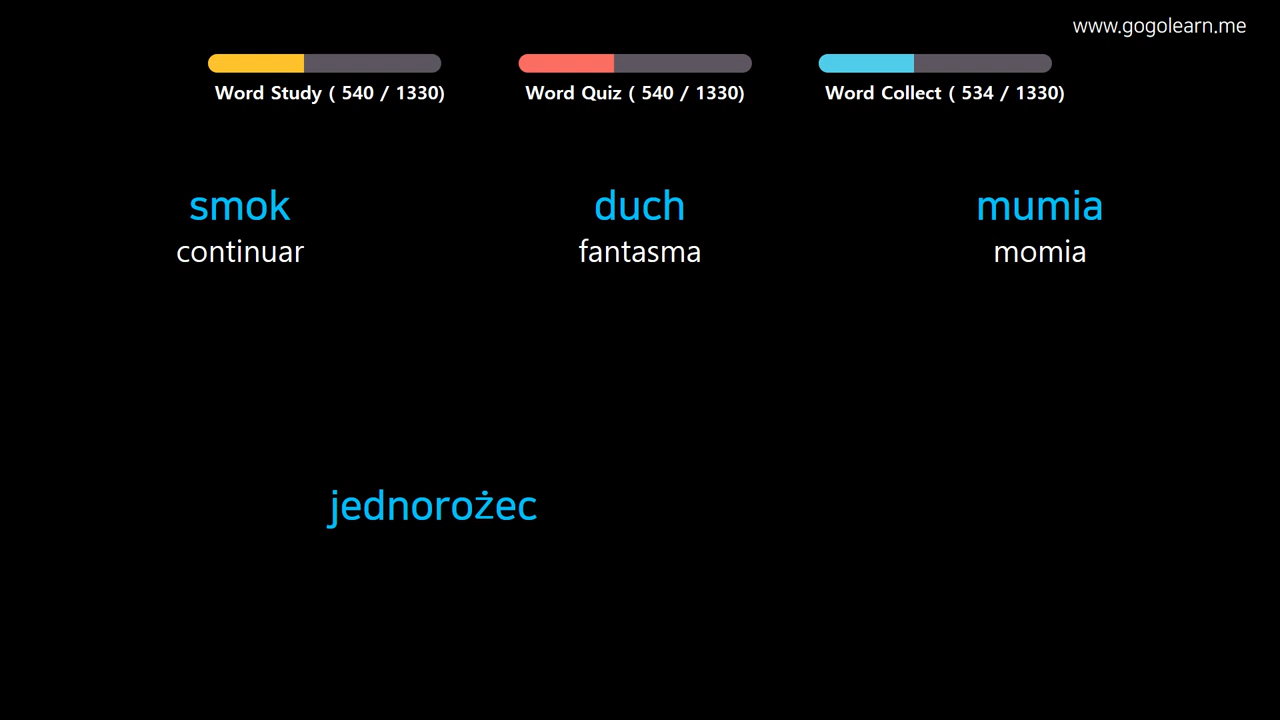 www.gogolearn.me
Word Study ( 540 / 1330)
Word Quiz ( 540 / 1330)
Word Collect ( 534 / 1330)
smok
continuar
duch
fantasma
mumia
momia
jednorożec